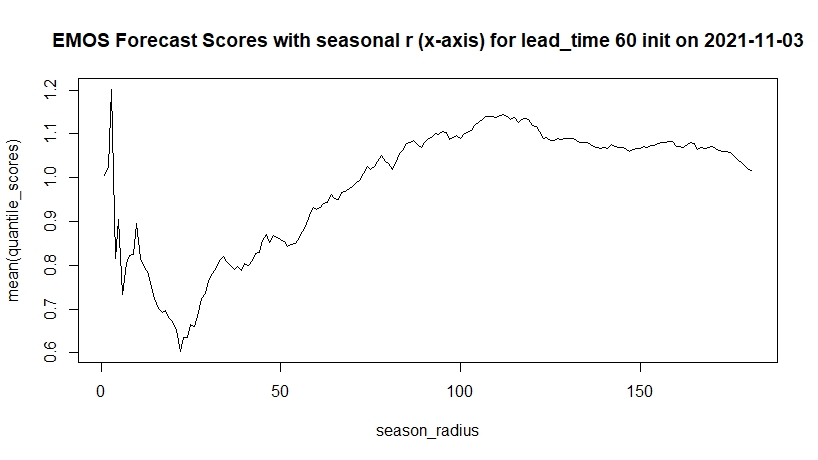 EMOS Forecast Scores with seasonal r (x-axis) for lead_time 60 init on 2021-11-03
mean(quantile_scores)
1.2
1.1
1.0
0.9
0.8
0.7
0.6
0 50 100 150
season_radius